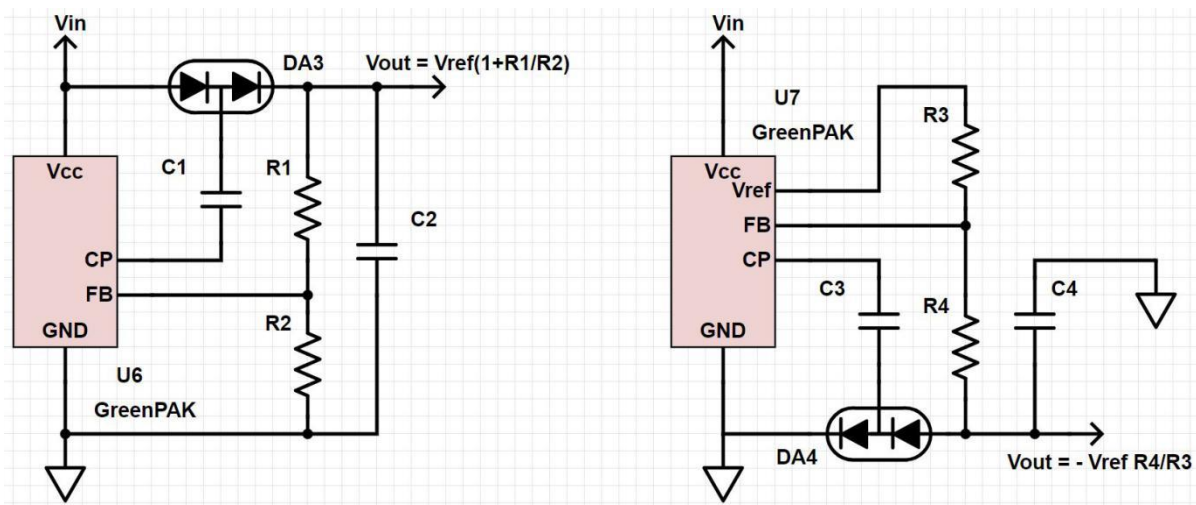 Vin
DA3
Vout = Vref(1+R1/R2)
Vcc
C1
R1
C2
CP
FB
R2
GND
U6
GreenPAK
Vin
U7
GreenPAK
R3
Vcc
Vref
FB
CP
C3
R4
C4
GND
DA4
Vout = - Vref R4/R3